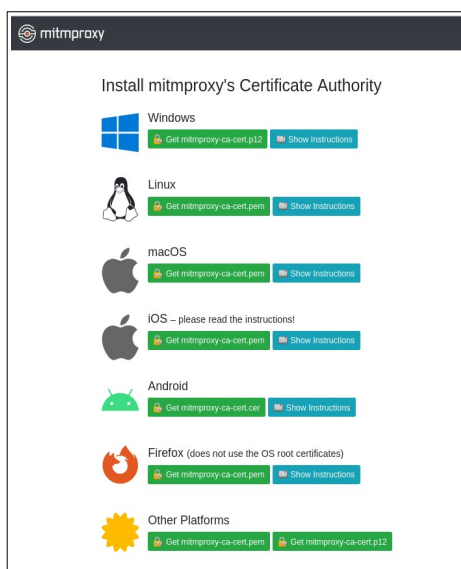 mitmproxy
Install mitmproxy's Certificate Authority
Windows
Get mitmproxy-ca-cert.p12 Show Instructions
Linux
Get mitmproxy-ca-cert.pem Show Instructions
macOS
Get mitmproxy-ca-cert.pem Show Instructions
iOS – please read the instructions!
Get mitmproxy-ca-cert.pem Show Instructions
Android
Get mitmproxy-ca-cert.cer Show Instructions
Firefox (does not use the OS root certificates)
Get mitmproxy-ca-cert.pem Show Instructions
Other Platforms
Get mitmproxy-ca-cert.pem Get mitmproxy-ca-cert.p12